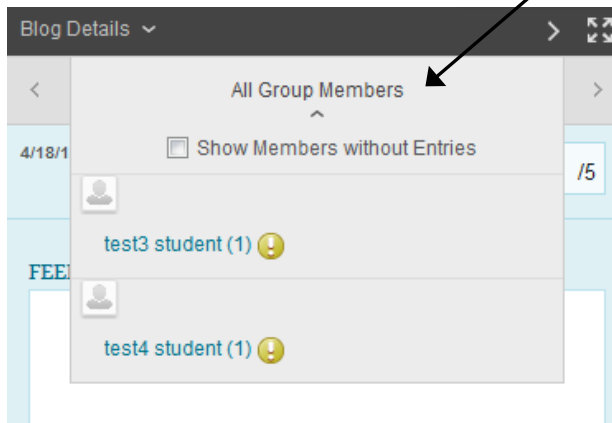 Blog Details
All Group Members
Show Members without Entries
4/18/1
/5
test3 student (1)
FEE
test4 student (1)